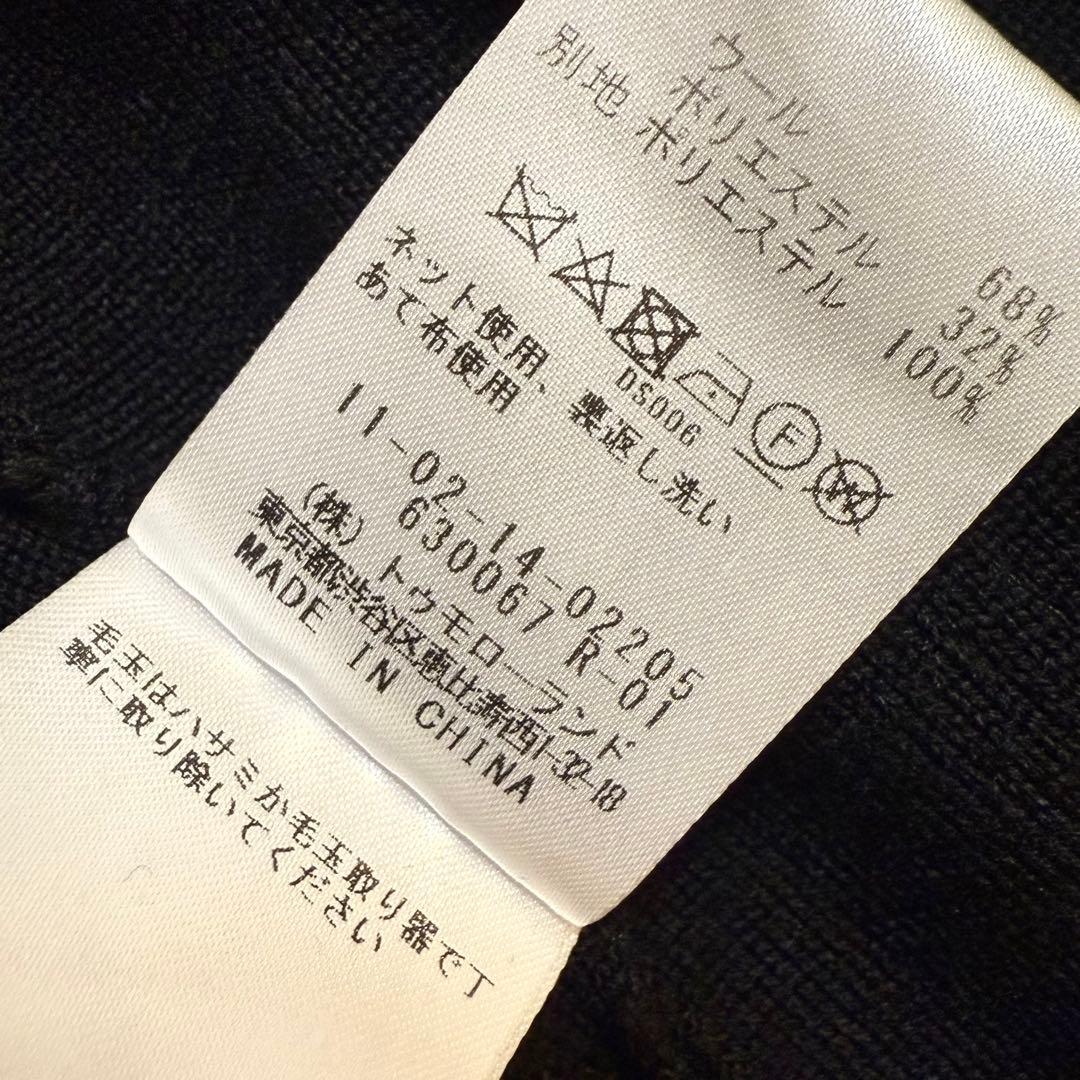 ウール 68%
ポリエステル 32%
別地 ポリエステル 100%
DS006
F
W
ネット使用、裏返し洗い
あて布使用
11-02-14-02205
630067 R-01
(株)トウモローランド
東京都渋谷区恵比寿西1-32-18
MADE IN CHINA
毛玉はハサミか毛玉取り器で丁
寧に取り除いてください